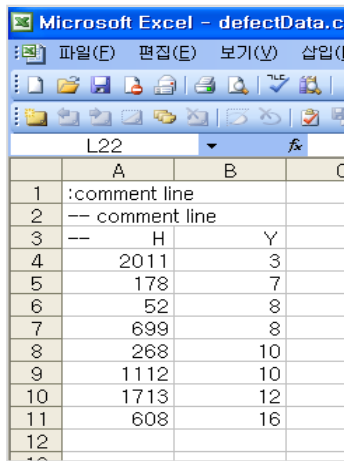 Microsoft Excel - defectData.c
파일(F) 편집(E) 보기(V) 삽입(
L22 fx
A B C
1 :comment line
2 -- comment line
3 -- H Y
4 2011 3
5 178 7
6 52 8
7 699 8
8 268 10
9 1112 10
10 1713 12
11 608 16
12